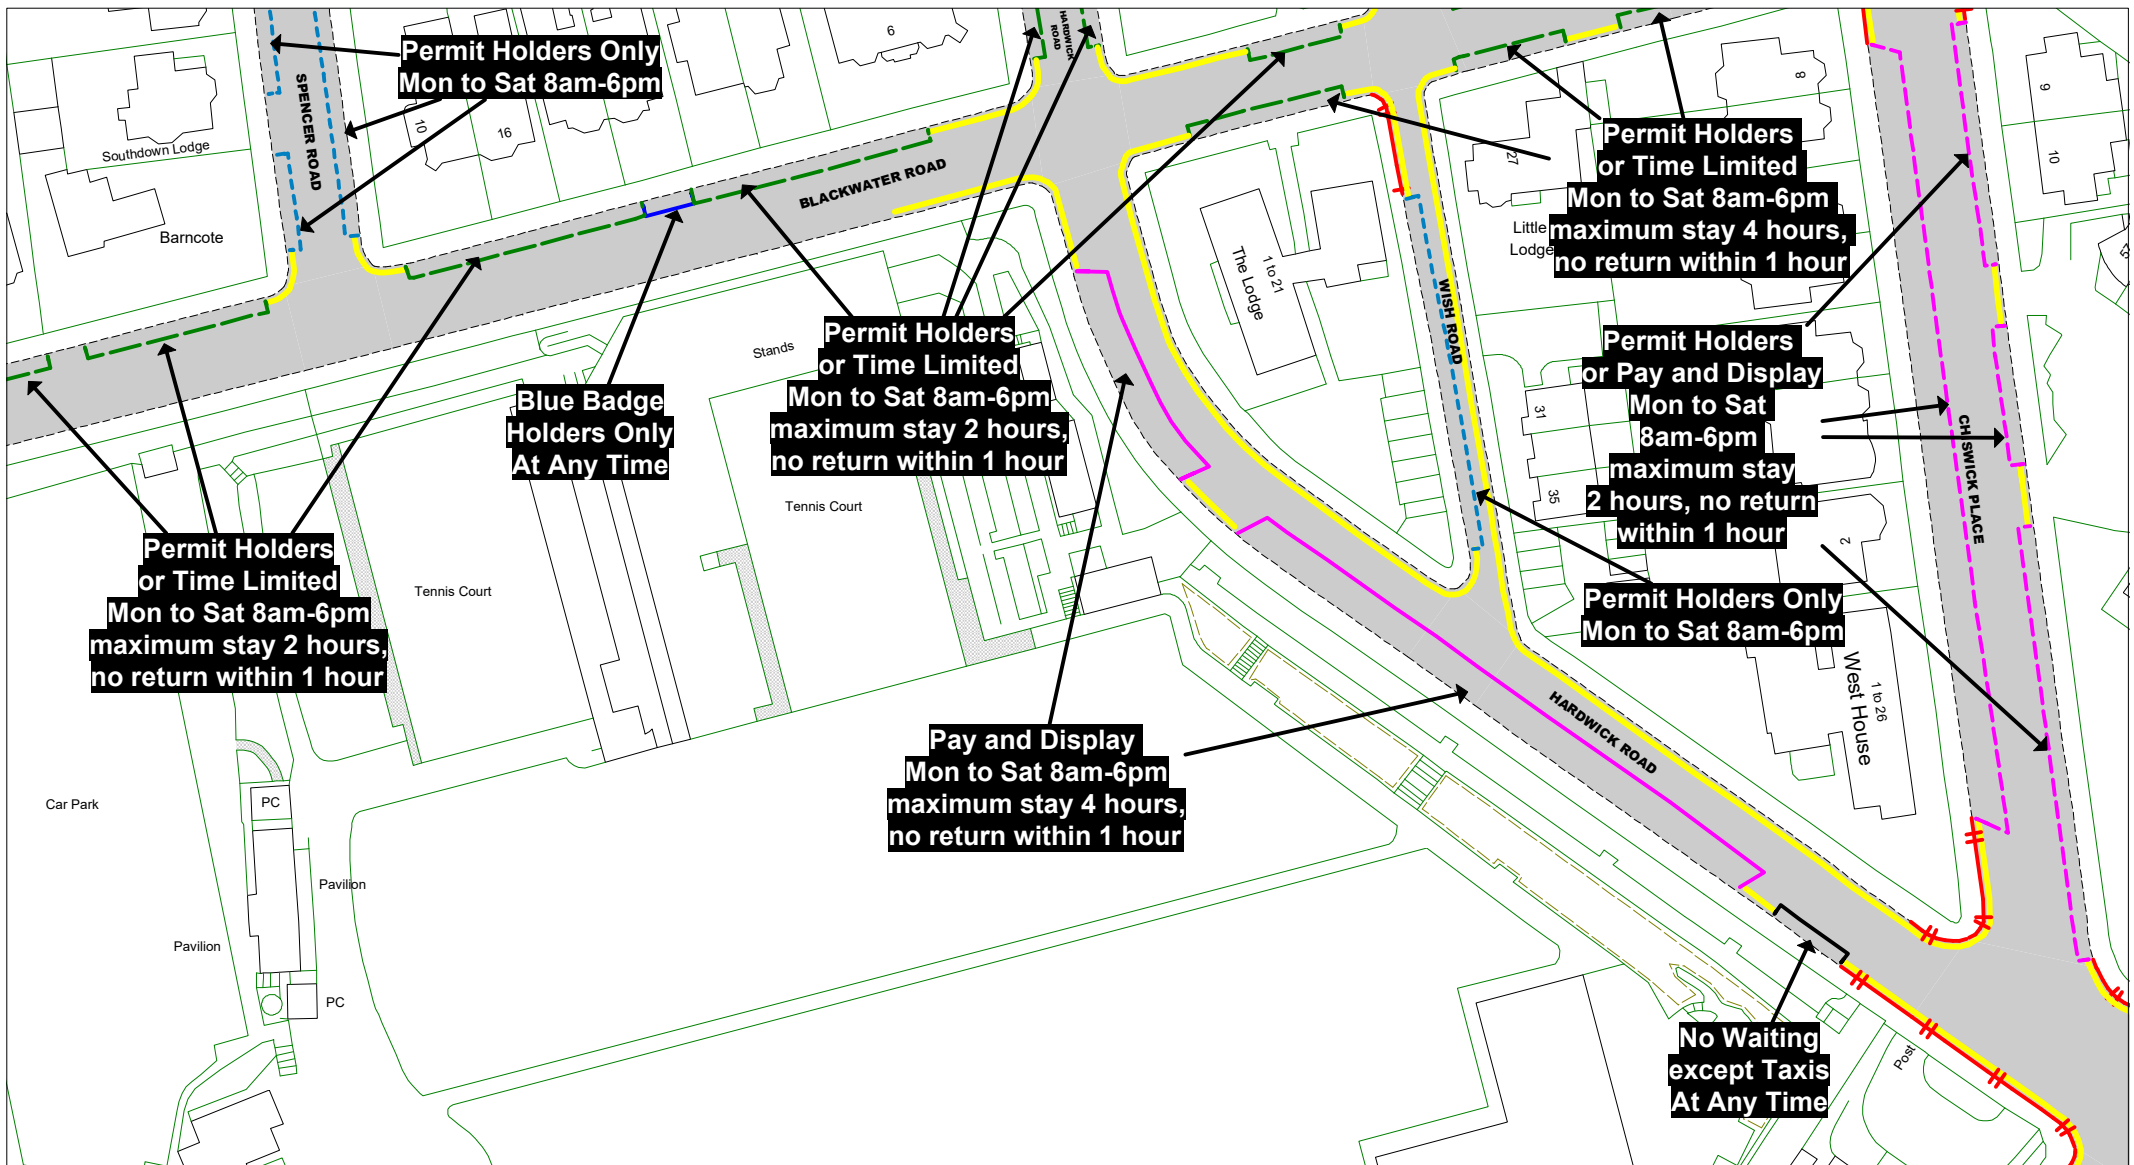 Permit Holders Only
Mon to Sat 8am-6pm
SPENCER ROAD
Southdown Lodge
Barncote
10
16
6
HARDWICK
ROAD
BLACKWATER ROAD
Permit Holders
or Time Limited
Mon to Sat 8am-6pm
maximum stay 4 hours,
no return within 1 hour
8
9
10
27
Little
Lodge
1 to 21
The Lodge
WISH ROAD
Stands
Blue Badge
Holders Only
At Any Time
Permit Holders
or Time Limited
Mon to Sat 8am-6pm
maximum stay 2 hours,
no return within 1 hour
Permit Holders
or Pay and Display
Mon to Sat
8am-6pm
maximum stay
2 hours, no return
within 1 hour
31
35
2
CHISWICK PLACE
Tennis Court
Tennis Court
Permit Holders
or Time Limited
Mon to Sat 8am-6pm
maximum stay 2 hours,
no return within 1 hour
Permit Holders Only
Mon to Sat 8am-6pm
1 to 26
West House
HARDWICK ROAD
Pay and Display
Mon to Sat 8am-6pm
maximum stay 4 hours,
no return within 1 hour
Car Park
PC
Pavilion
Pavilion
PC
No Waiting
except Taxis
At Any Time
Post